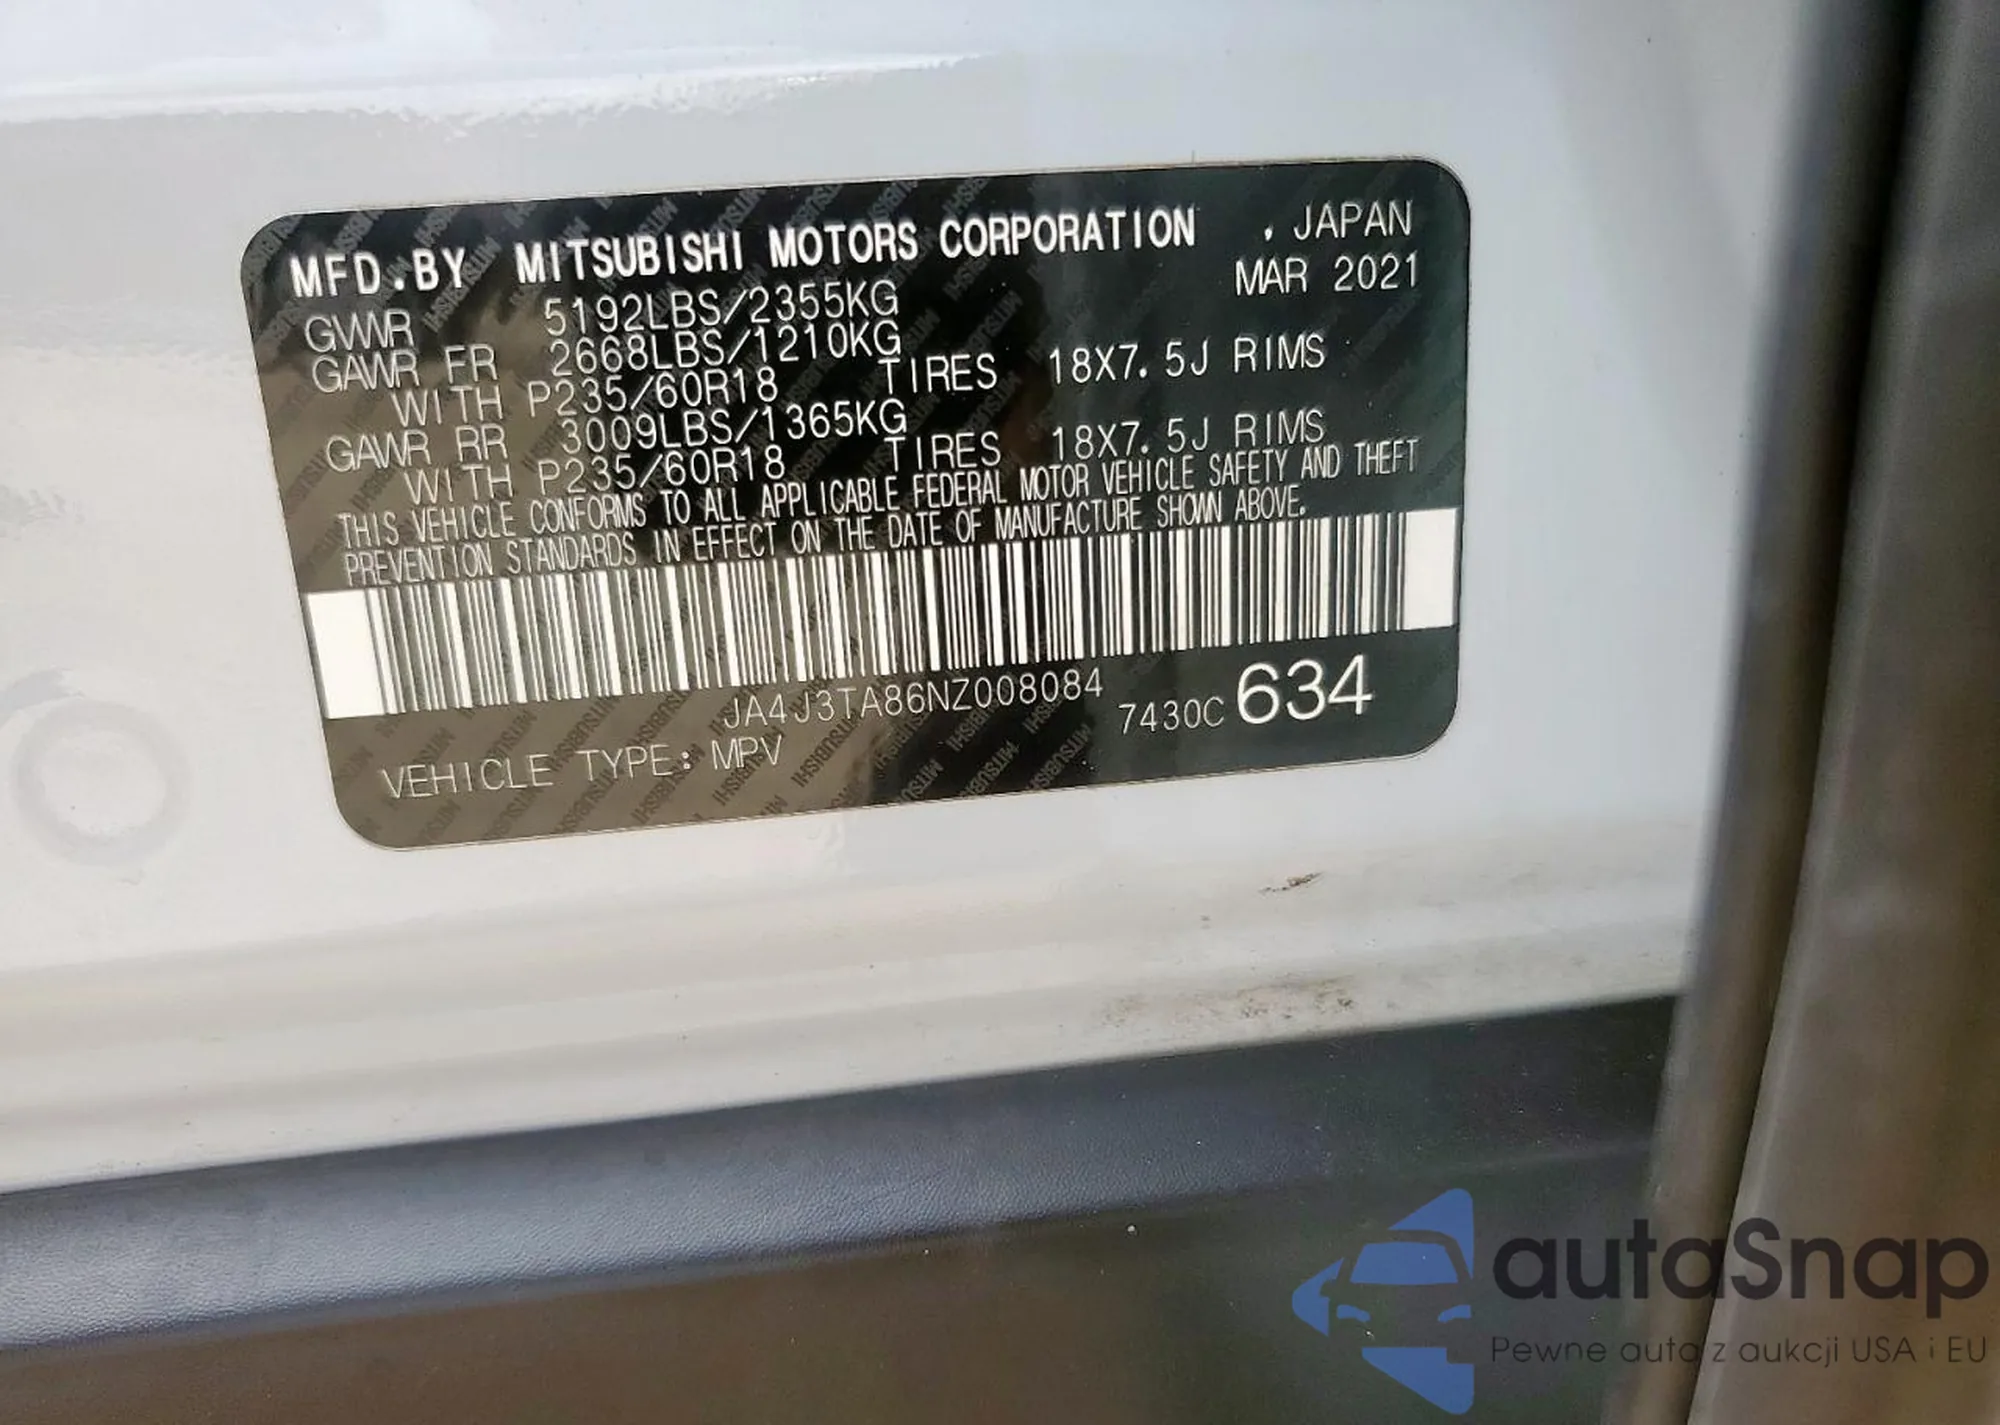 MFD.BY MITSUBISHI MOTORS CORPORATION . JAPAN
MAR 2021
GVWR 5192LBS/2355KG
GAWR FR 2668LBS/1210KG
WITH P235/60R18 TIRES 18X7.5J RIMS
GAWR RR 3009LBS/1365KG
WITH P235/60R18 TIRES 18X7.5J RIMS
THIS VEHICLE CONFORMS TO ALL APPLICABLE FEDERAL MOTOR VEHICLE SAFETY AND THEFT
PREVENTION STANDARDS IN EFFECT ON THE DATE OF MANUFACTURE SHOWN ABOVE.
JA4J3TA86NZ008084 7430C 634
VEHICLE TYPE: MPV
autaSnap
Pewne auta z aukcji USA i EU